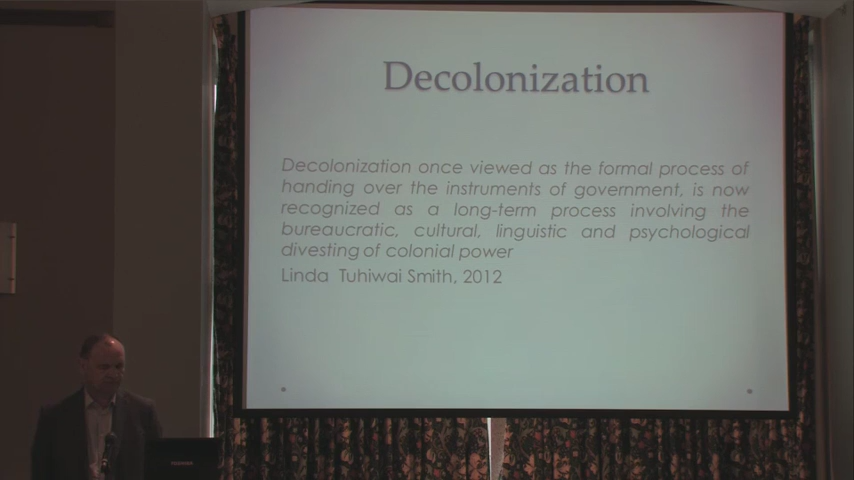 Decolonization
Decolonization once viewed as the formal process of
handing over the instruments of government, is now
recognized as a long-term process involving the
bureaucratic, cultural, linguistic and psychological
divesting of colonial power
Linda Tuhiwai Smith, 2012
TOSHIBA